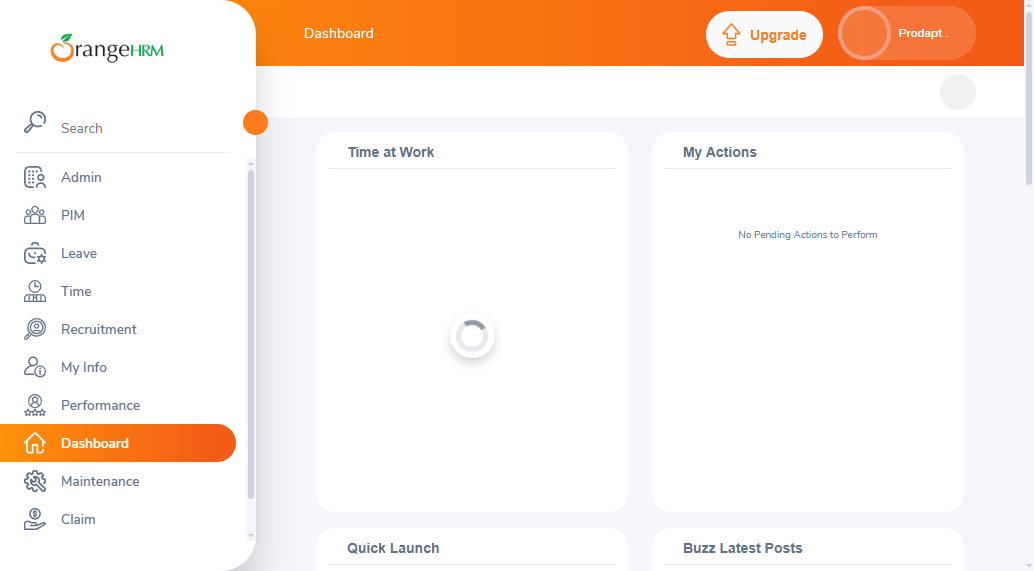 OrangeHRM
Dashboard
Upgrade
Prodapt .
Search
Admin
PIM
Leave
Time
Recruitment
My Info
Performance
Dashboard
Maintenance
Claim
Time at Work
My Actions
No Pending Actions to Perform
Quick Launch
Buzz Latest Posts